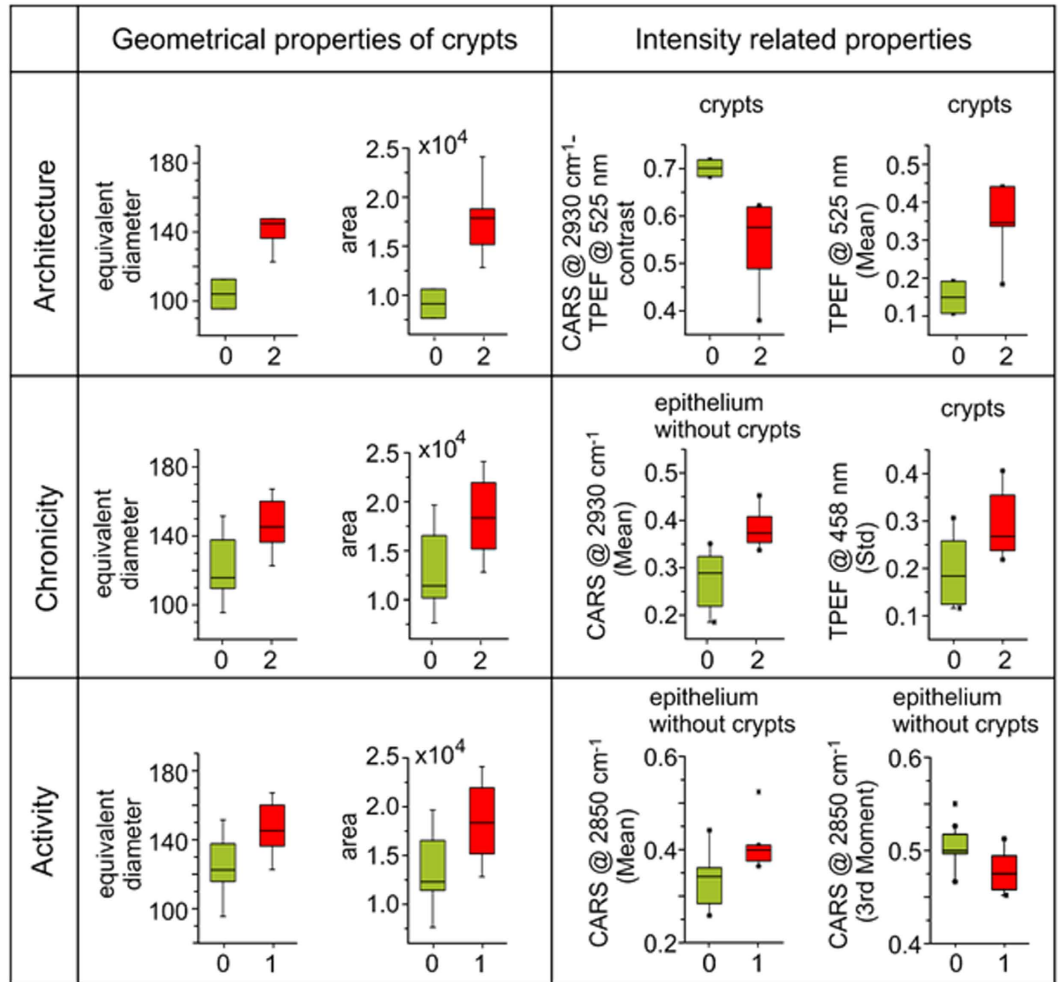 Geometrical properties of crypts
Intensity related properties
Architecture
equivalent
diameter
180
140
100
0
2
area
x10⁴
2.5
2.0
1.5
1.0
0
2
crypts
CARS @ 2930 cm⁻¹-
TPEF @ 525 nm
contrast
0.7
0.6
0.5
0.4
0
2
crypts
TPEF @ 525 nm
(Mean)
0.5
0.4
0.3
0.2
0.1
0
2
Chronicity
equivalent
diameter
180
140
100
0
2
area
x10⁴
2.5
2.0
1.5
1.0
0
2
epithelium
without crypts
CARS @ 2930 cm⁻¹
(Mean)
0.5
0.4
0.3
0.2
0
2
crypts
TPEF @ 458 nm
(Std)
0.4
0.3
0.2
0.1
0
2
Activity
equivalent
diameter
180
140
100
0
1
area
x10⁴
2.5
2.0
1.5
1.0
0
1
epithelium
without crypts
CARS @ 2850 cm⁻¹
(Mean)
0.6
0.4
0.2
0
1
epithelium
without crypts
CARS @ 2850 cm⁻¹
(3rd Moment)
0.6
0.5
0.4
0
1